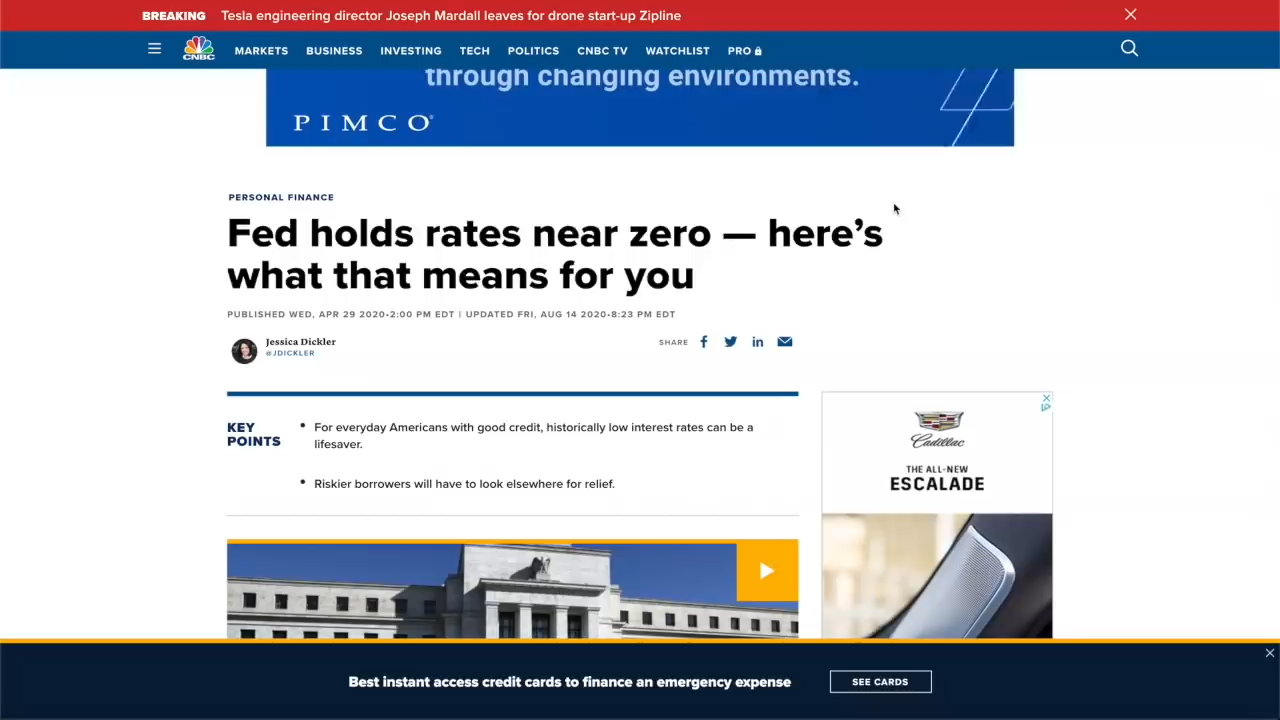 BREAKING Tesla engineering director Joseph Mardall leaves for drone start-up Zipline
CNBC MARKETS BUSINESS INVESTING TECH POLITICS CNBC TV WATCHLIST PRO
through changing environments.
PIMCO®
PERSONAL FINANCE
Fed holds rates near zero — here’s
what that means for you
PUBLISHED WED, APR 29 2020•2:00 PM EDT | UPDATED FRI, AUG 14 2020•8:23 PM EDT
Jessica Dickler
@JDICKLER
SHARE
KEY
POINTS
• For everyday Americans with good credit, historically low interest rates can be a
lifesaver.
• Riskier borrowers will have to look elsewhere for relief.
Cadillac
THE ALL-NEW
ESCALADE
Best instant access credit cards to finance an emergency expense SEE CARDS